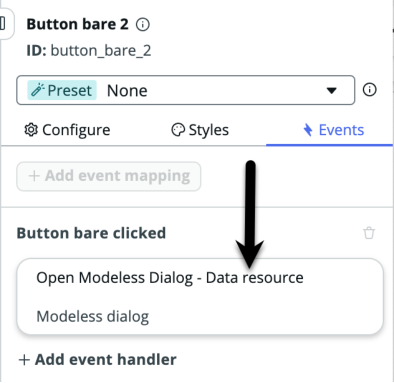 Button bare 2
ID: button_bare_2
Preset None
Configure Styles Events
+ Add event mapping
Button bare clicked
Open Modeless Dialog - Data resource
Modeless dialog
+ Add event handler